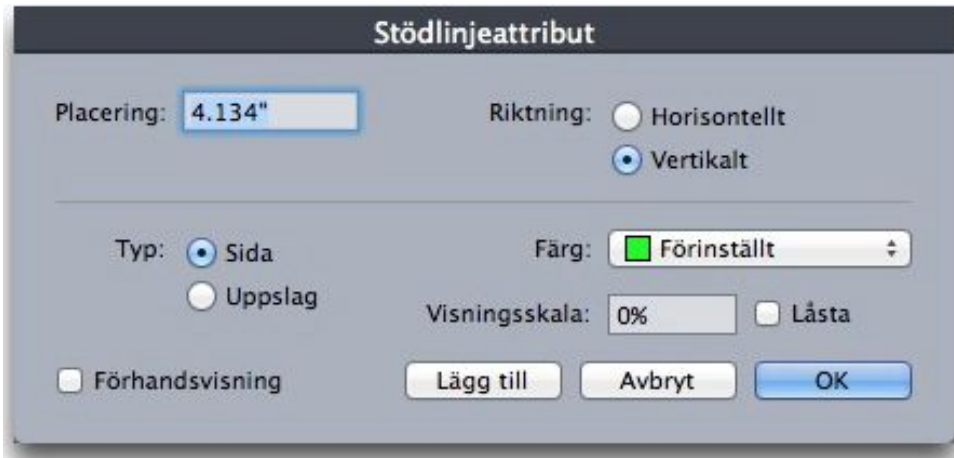 Stödlinjeattribut
Placering: 4.134" Riktning: Horisontellt
Vertikalt
Typ: Sida Färg: Förinställt
Uppslag
Visningsskala: 0% Låsta
Förhandsvisning Lägg till Avbryt OK